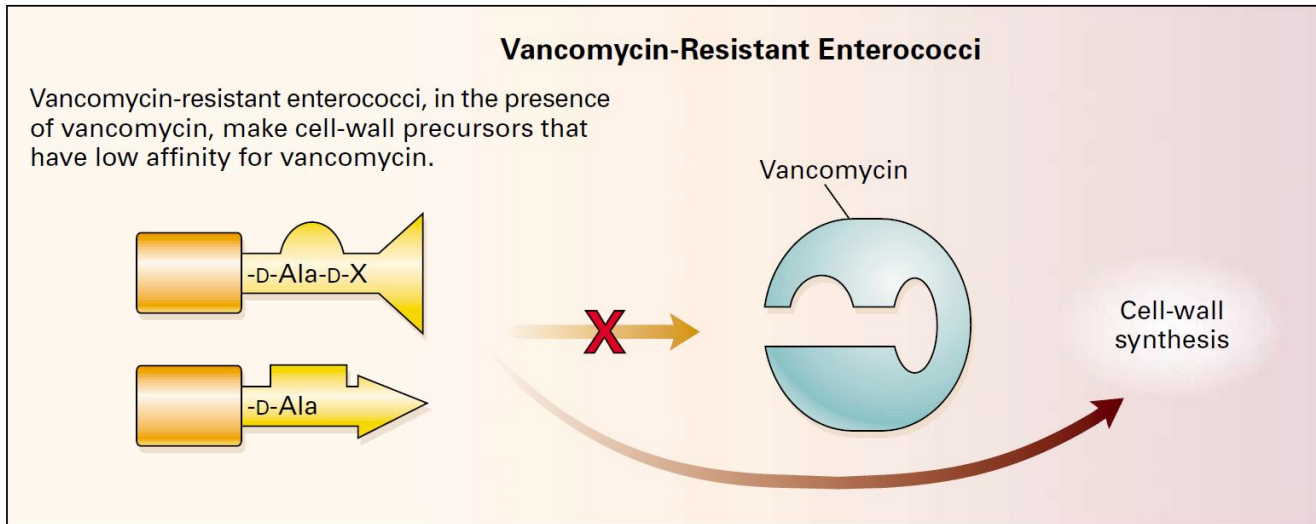 Vancomycin-Resistant Enterococci
Vancomycin-resistant enterococci, in the presence
of vancomycin, make cell-wall precursors that
have low affinity for vancomycin.
Vancomycin
-D-Ala-D-X
X
-D-Ala
Cell-wall
synthesis